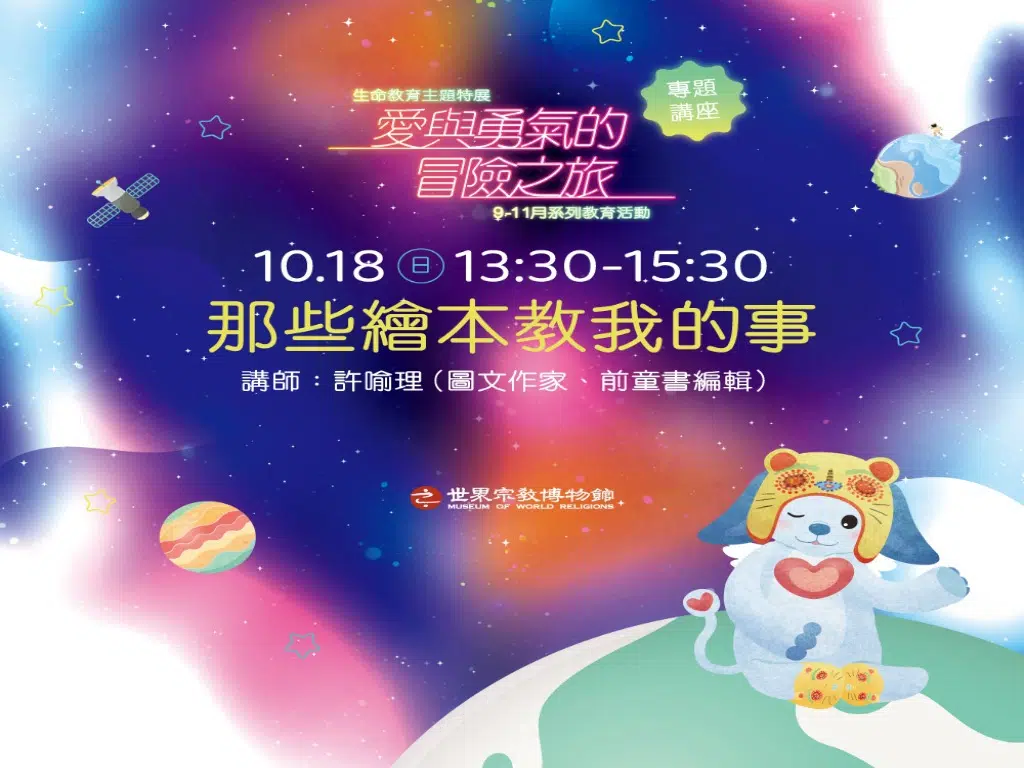 生命教育主題特展
專題
講座
愛與勇氣的
冒險之旅
9-11月系列教育活動
10.18 日 13:30-15:30
那些繪本教我的事
講師：許喻理（圖文作家、前童書編輯）
世界宗教博物館
MUSEUM OF WORLD RELIGIONS